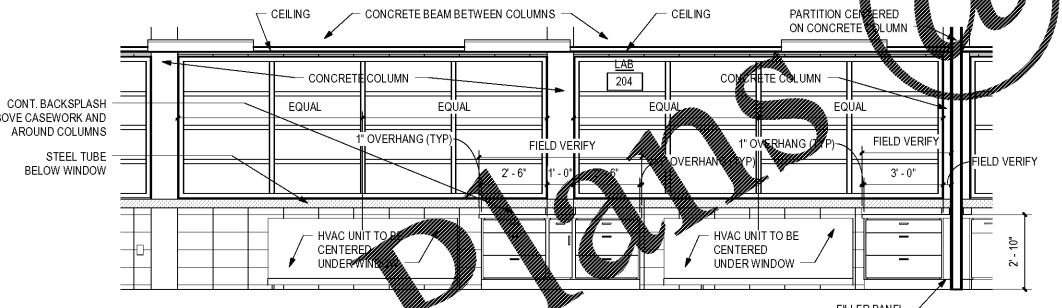 CEILING
CONCRETE BEAM BETWEEN COLUMNS
CEILING
PARTITION CENTERED
ON CONCRETE COLUMN
LAB
204
CONCRETE COLUMN
CONCRETE COLUMN
CONT. BACKSPLASH
ABOVE CASEWORK AND
AROUND COLUMNS
EQUAL
EQUAL
EQUAL
EQUAL
1" OVERHANG (TYP)
FIELD VERIFY
1" OVERHANG (TYP)
FIELD VERIFY
STEEL TUBE
BELOW WINDOW
OVERHANG (TYP)
FIELD VERIFY
2' - 6"
1' - 0"
6"
3' - 0"
HVAC UNIT TO BE
CENTERED
UNDER WINDOW
HVAC UNIT TO BE
CENTERED
UNDER WINDOW
2' - 10"
FILLER PANEL
Plans @